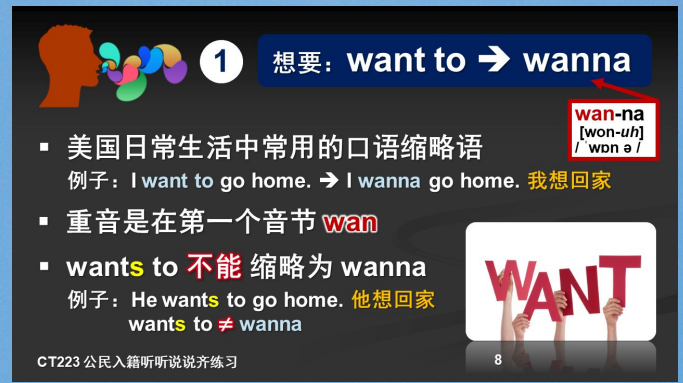 1
想要：want to ➔ wanna
wan-na
[won-uh]
/ ˈwɒn ə /
▪ 美国日常生活中常用的口语缩略语
例子：I want to go home. ➔ I wanna go home. 我想回家
▪ 重音是在第一个音节 wan
▪ wants to 不能 缩略为 wanna
例子：He wants to go home. 他想回家
wants to ≠ wanna
WANT
CT223 公民入籍听听说说齐练习
8